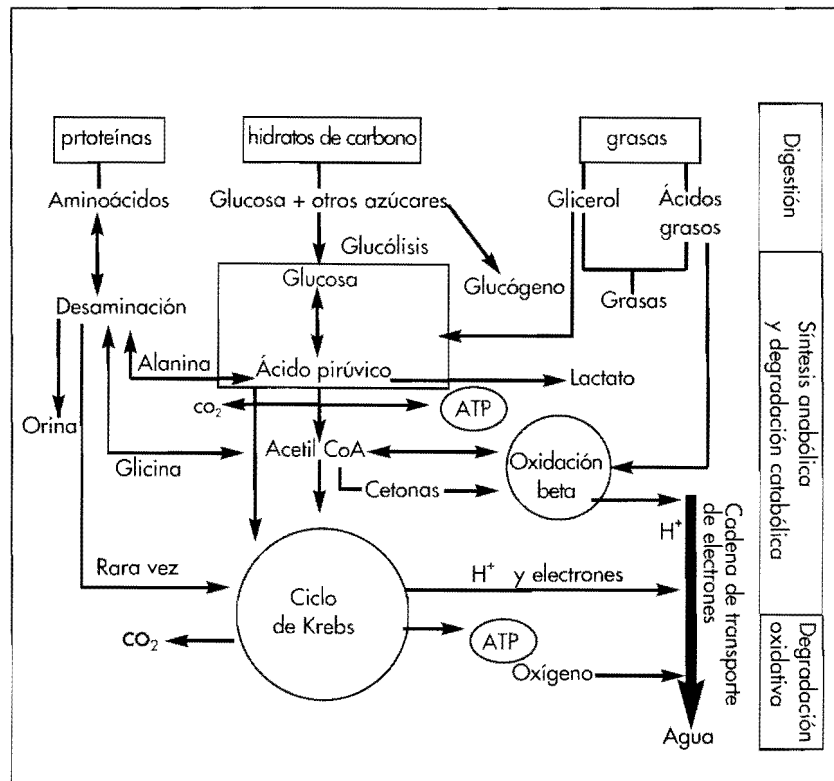 prtoteínas
hidratos de carbono
grasas
Digestión
Aminoácidos
Glucosa + otros azúcares
Glicerol
Ácidos
grasos
Glucólisis
Glucosa
Glucógeno
Grasas
Desaminación
Síntesis anabólica
y degradación catabólica
Alanina
Ácido pirúvico
Lactato
CO2
ATP
Orina
Glicina
Acetil CoA
Oxidación
beta
Cetonas
H+
Cadena de transporte
de electrones
Rara vez
Ciclo
de Krebs
H+ y electrones
CO2
ATP
Oxígeno
Degradación
oxidativa
Agua